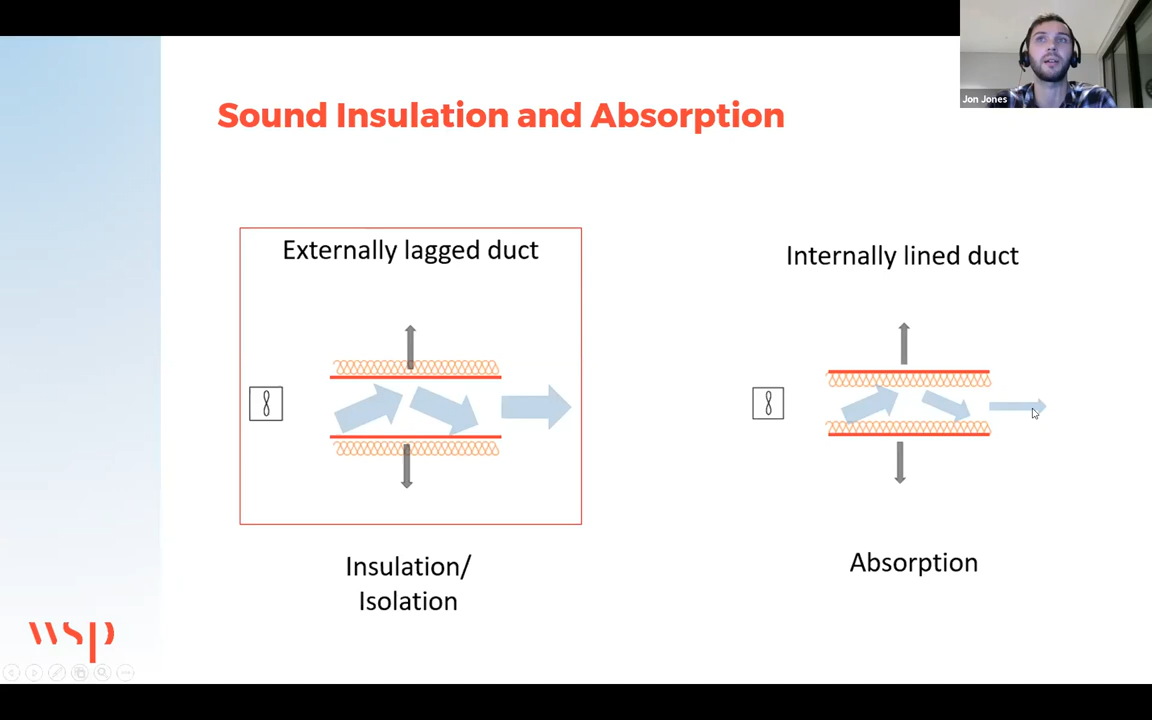 Jon Jones
Sound Insulation and Absorption
Externally lagged duct
Internally lined duct
Insulation/
Isolation
Absorption
wsp